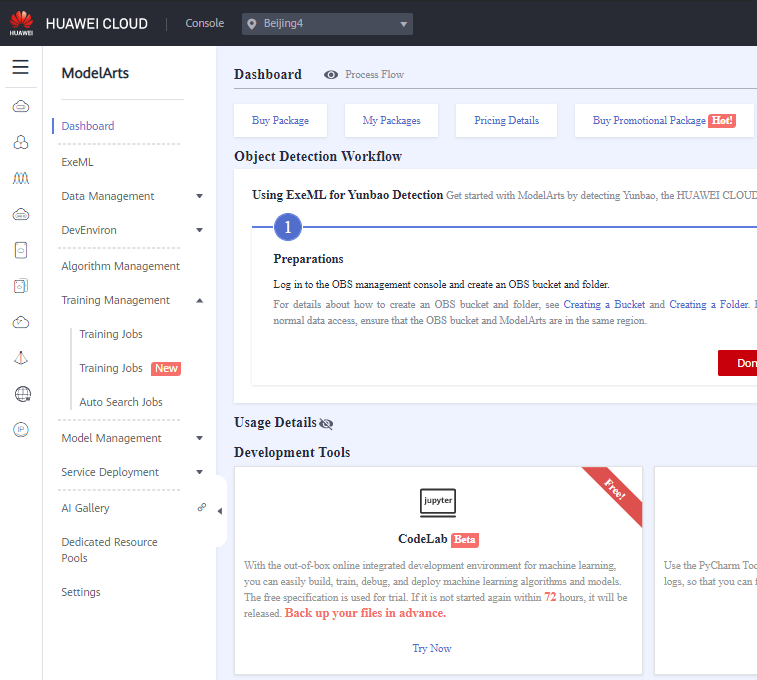 HUAWEI
HUAWEI CLOUD
Console
Beijing4
ModelArts
Dashboard
ExeML
Data Management
DevEnviron
Algorithm Management
Training Management
Training Jobs
Training Jobs New
Auto Search Jobs
Model Management
Service Deployment
AI Gallery
Dedicated Resource
Pools
Settings
IP
Dashboard
Process Flow
Buy Package
My Packages
Pricing Details
Buy Promotional Package Hot!
Object Detection Workflow
Using ExeML for Yunbao Detection Get started with ModelArts by detecting Yunbao, the HUAWEI CLOUD
1
Preparations
Log in to the OBS management console and create an OBS bucket and folder.
For details about how to create an OBS bucket and folder, see Creating a Bucket and Creating a Folder.
normal data access, ensure that the OBS bucket and ModelArts are in the same region.
Don
Usage Details
Development Tools
jupyter
Free!
CodeLab Beta
With the out-of-box online integrated development environment for machine learning,
you can easily build, train, debug, and deploy machine learning algorithms and models.
The free specification is used for trial. If it is not started again within 72 hours, it will be
released. Back up your files in advance.
Try Now
Use the PyCharm Too
logs, so that you can